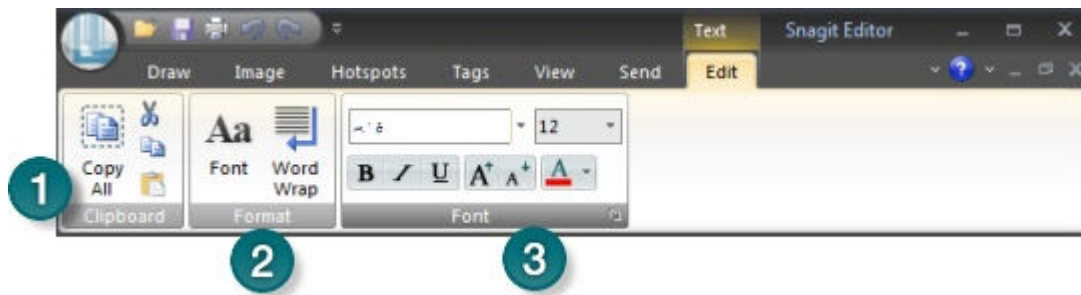 Text Snagit Editor
Draw Image Hotspots Tags View Send Edit
Copy All
Font
Word Wrap
12
B I U A A A
Clipboard Format Font
1
2
3